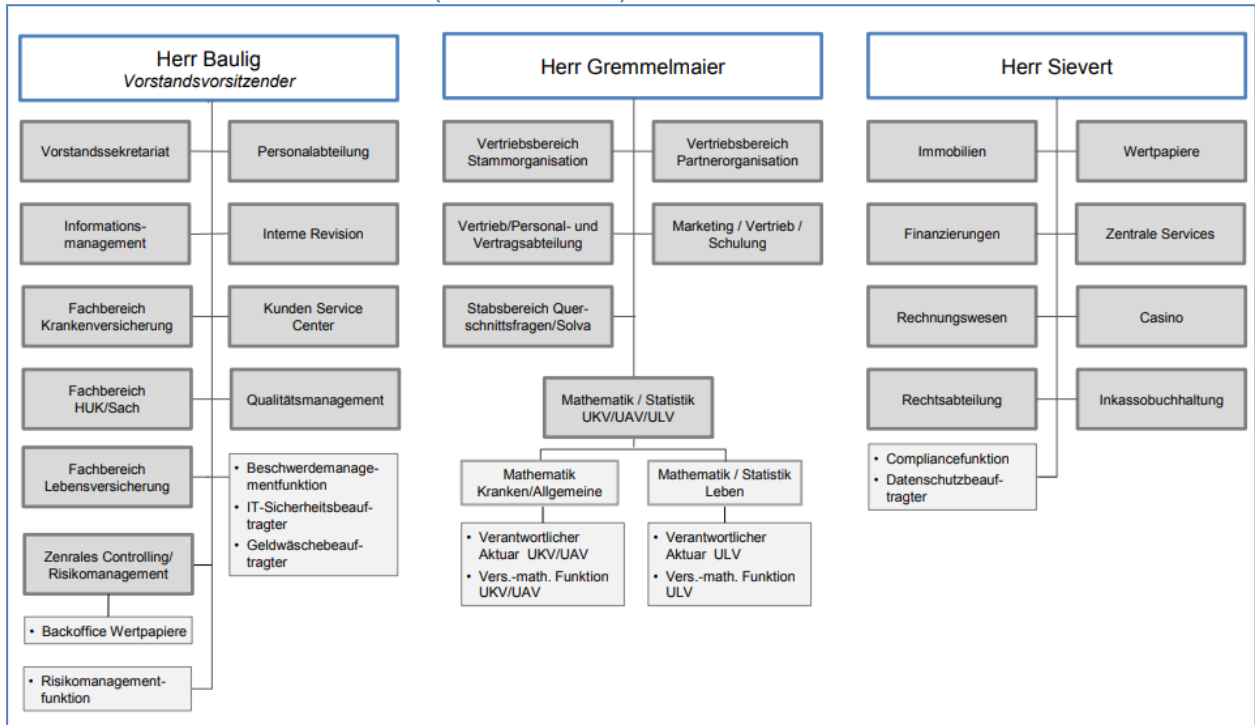 Herr Baulig
Vorstandsvorsitzender
Vorstandssekretariat
Personalabteilung
Informations-
management
Interne Revision
Fachbereich
Krankenversicherung
Kunden Service
Center
Fachbereich
HUK/Sach
Qualitätsmanagement
Fachbereich
Lebensversicherung
• Beschwerdemanage-
mentfunktion
• IT-Sicherheitsbeauf-
tragter
• Geldwäschebeauf-
tragter
Zenrales Controlling/
Risikomanagement
• Backoffice Wertpapiere
• Risikomanagement-
funktion
Herr Gremmelmaier
Vertriebsbereich
Stammorganisation
Vertriebsbereich
Partnerorganisation
Vertrieb/Personal- und
Vertragsabteilung
Marketing / Vertrieb /
Schulung
Stabsbereich Quer-
schnittsfragen/Solva
Mathematik / Statistik
UKV/UAV/ULV
Mathematik
Kranken/Allgemeine
Mathematik / Statistik
Leben
• Verantwortlicher
Aktuar UKV/UAV
• Vers.-math. Funktion
UKV/UAV
• Verantwortlicher
Aktuar ULV
• Vers.-math. Funktion
ULV
Herr Sievert
Immobilien
Wertpapiere
Finanzierungen
Zentrale Services
Rechnungswesen
Casino
Rechtsabteilung
Inkassobuchhaltung
• Compliancefunktion
• Datenschutzbeauf-
tragter